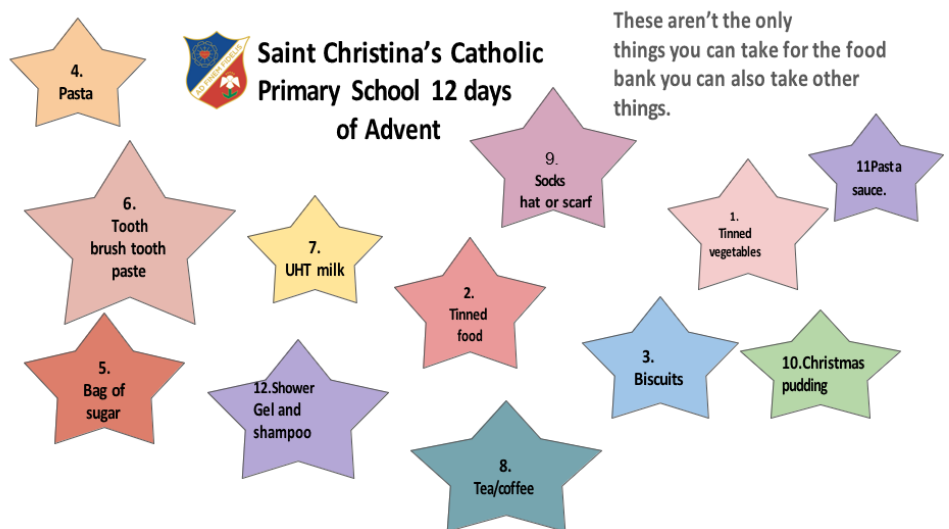 Saint Christina’s Catholic
Primary School 12 days
of Advent
These aren’t the only
things you can take for the food
bank you can also take other
things.
4.
Pasta
9.
Socks
hat or scarf
11Pasta
sauce.
6.
Tooth
brush tooth
paste
7.
UHT milk
1.
Tinned
vegetables
2.
Tinned
food
5.
Bag of
sugar
12.Shower
Gel and
shampoo
3.
Biscuits
10.Christmas
pudding
8.
Tea/coffee
AD FINEM FIDELIS